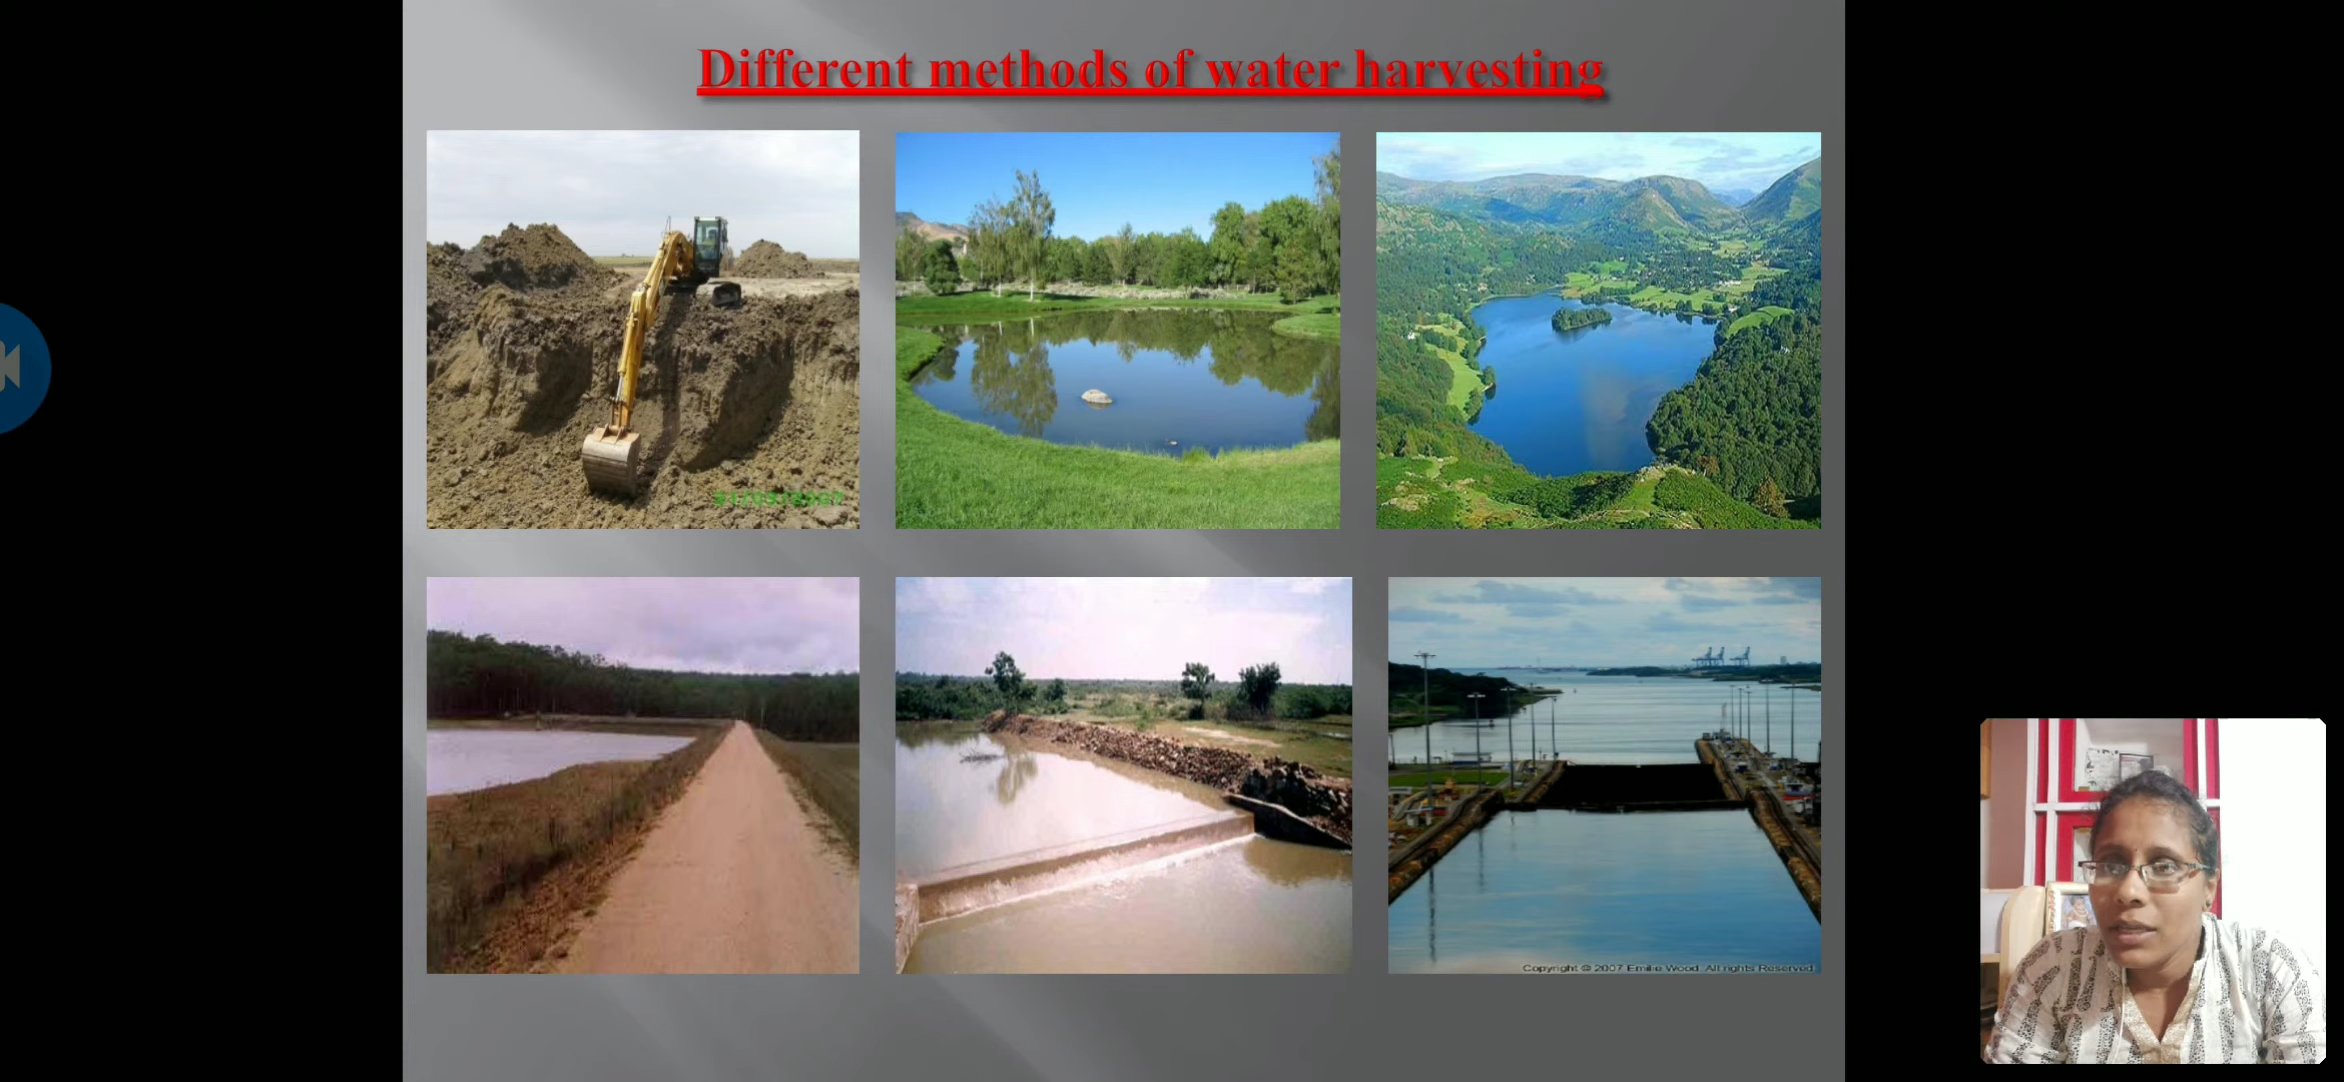 Different methods of water harvesting
Copyright © 2007 Emilie Wood. All rights Reserved.